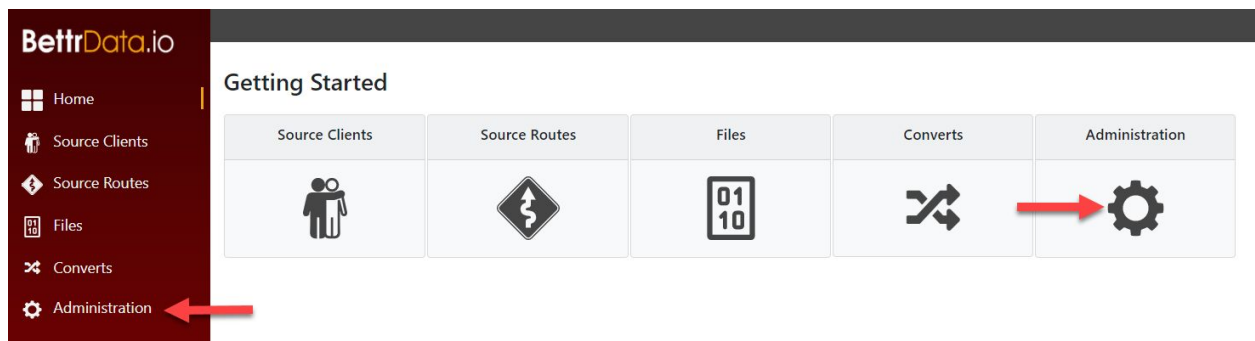 BettrData.io
Home
Source Clients
Source Routes
Files
Converts
Administration
Getting Started
Source Clients Source Routes Files Converts Administration
01
10